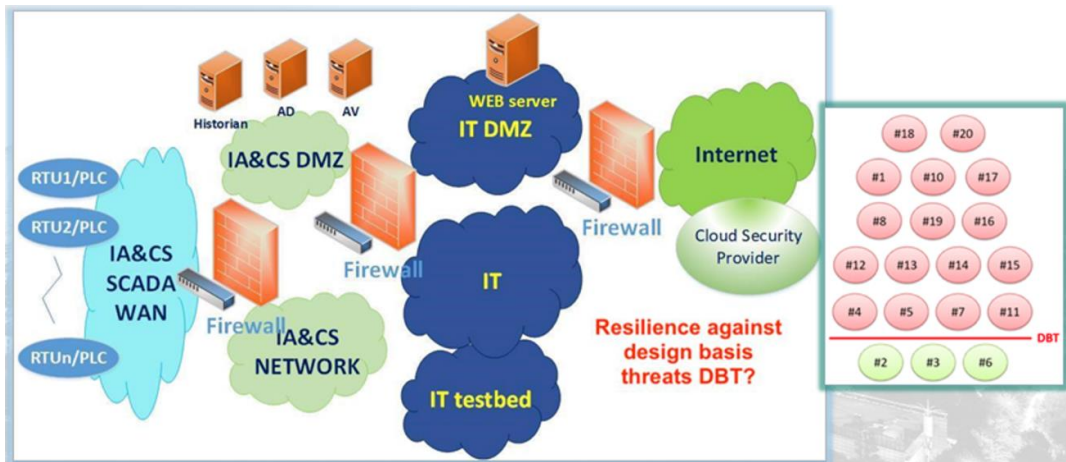 Historian
AD
AV
WEB server
IT DMZ
IA&CS DMZ
Internet
RTU1/PLC
RTU2/PLC
RTUn/PLC
IA&CS
SCADA
WAN
Firewall
Firewall
Firewall
Cloud Security
Provider
IT
IA&CS
NETWORK
IT testbed
Resilience against
design basis
threats DBT?
#18 #20
#1 #10 #17
#8 #19 #16
#12 #13 #14 #15
#4 #5 #7 #11
DBT
#2 #3 #6